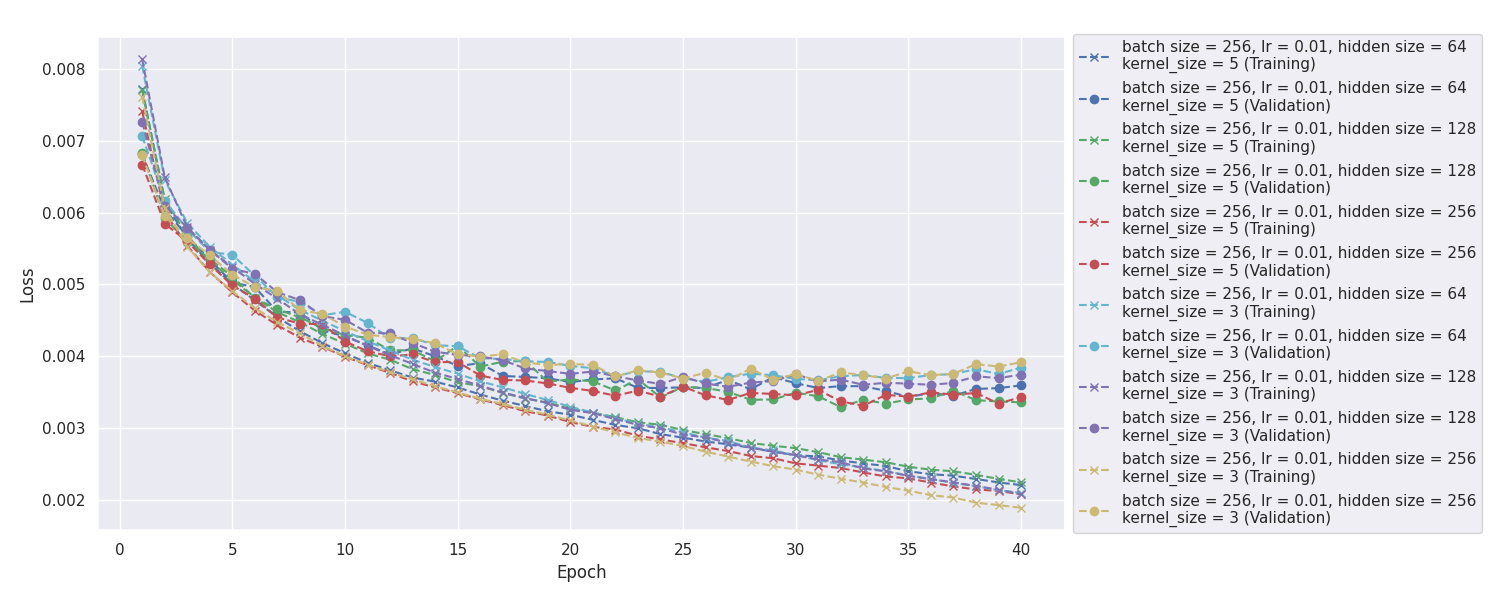 0.008
0.007
0.006
0.005
0.004
0.003
0.002
Loss
0 5 10 15 20 25 30 35 40
Epoch
batch size = 256, lr = 0.01, hidden size = 64
kernel_size = 5 (Training)
batch size = 256, lr = 0.01, hidden size = 64
kernel_size = 5 (Validation)
batch size = 256, lr = 0.01, hidden size = 128
kernel_size = 5 (Training)
batch size = 256, lr = 0.01, hidden size = 128
kernel_size = 5 (Validation)
batch size = 256, lr = 0.01, hidden size = 256
kernel_size = 5 (Training)
batch size = 256, lr = 0.01, hidden size = 256
kernel_size = 5 (Validation)
batch size = 256, lr = 0.01, hidden size = 64
kernel_size = 3 (Training)
batch size = 256, lr = 0.01, hidden size = 64
kernel_size = 3 (Validation)
batch size = 256, lr = 0.01, hidden size = 128
kernel_size = 3 (Training)
batch size = 256, lr = 0.01, hidden size = 128
kernel_size = 3 (Validation)
batch size = 256, lr = 0.01, hidden size = 256
kernel_size = 3 (Training)
batch size = 256, lr = 0.01, hidden size = 256
kernel_size = 3 (Validation)